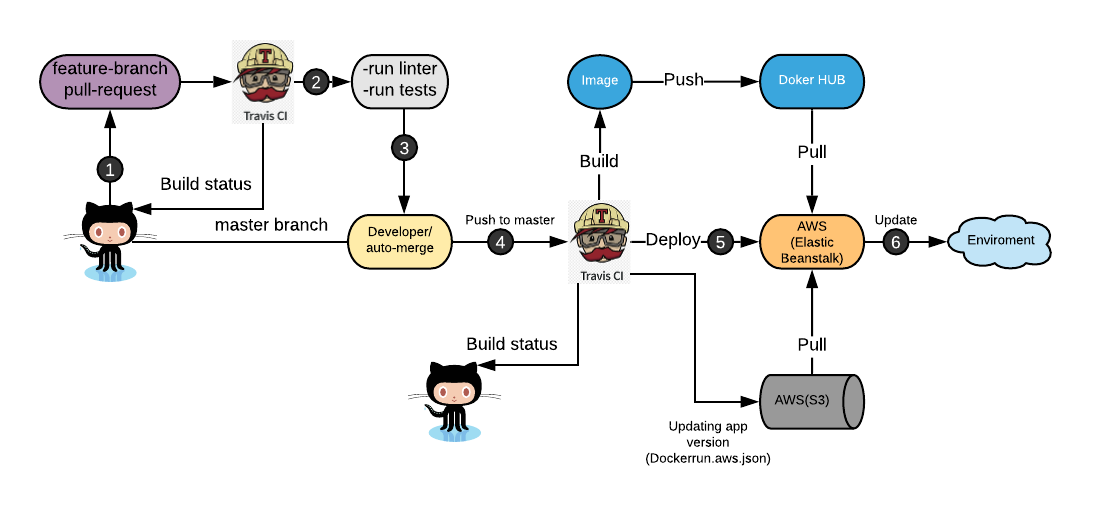 feature-branch
pull-request
T
Travis CI
2
-run linter
-run tests
Image
Push
Doker HUB
1
3
Build status
Build
Pull
master branch
Developer/
auto-merge
Push to master
4
T
Travis CI
Deploy
5
AWS
(Elastic
Beanstalk)
Update
6
Enviroment
Build status
Pull
AWS(S3)
Updating app
version
(Dockerrun.aws.json)